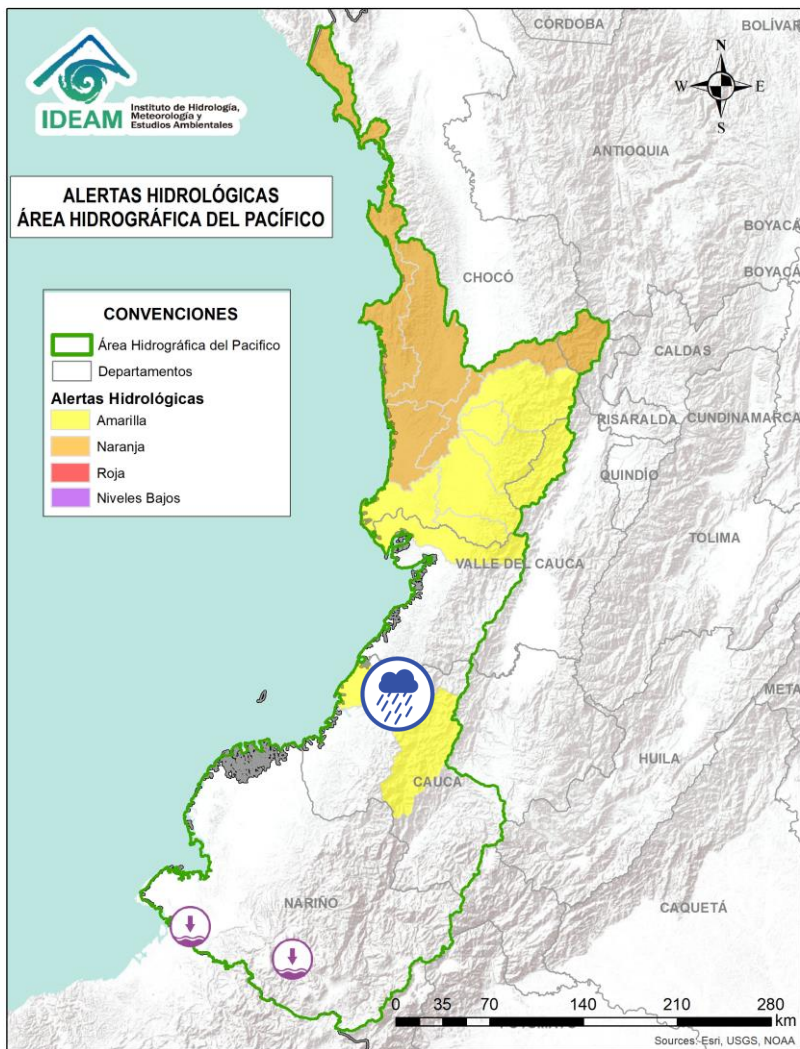 CÓRDOBA
BOLÍVAR
N
W
E
S
IDEAM
Instituto de Hidrología,
Meteorología y
Estudios Ambientales
ANTIOQUIA
ALERTAS HIDROLÓGICAS
ÁREA HIDROGRÁFICA DEL PACÍFICO
BOYACÁ
BOYACÁ
CHOCÓ
CONVENCIONES
Área Hidrográfica del Pacifico
Departamentos
Alertas Hidrológicas
Amarilla
Naranja
Roja
Niveles Bajos
CALDAS
RISARALDA
CUNDINAMARCA
QUINDÍO
TOLIMA
VALLE DEL CAUCA
META
HUILA
CAUCA
NARIÑO
CAQUETÁ
0 35 70 140 210 280
km
Sources: Esri, USGS, NOAA